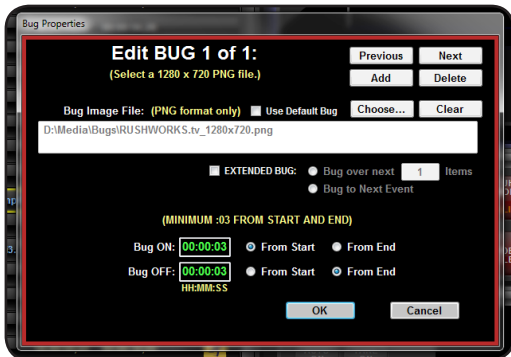 Bug Properties
Edit BUG 1 of 1:
Previous Next
(Select a 1280 x 720 PNG file.)
Add Delete
Bug Image File: (PNG format only) Use Default Bug Choose... Clear
D:\Media\Bugs\RUSHWORKS.tv_1280x720.png
EXTENDED BUG: Bug over next 1 Items
Bug to Next Event
(MINIMUM :03 FROM START AND END)
Bug ON: 00:00:03 From Start From End
Bug OFF: 00:00:03 From Start From End
HH:MM:SS
OK Cancel